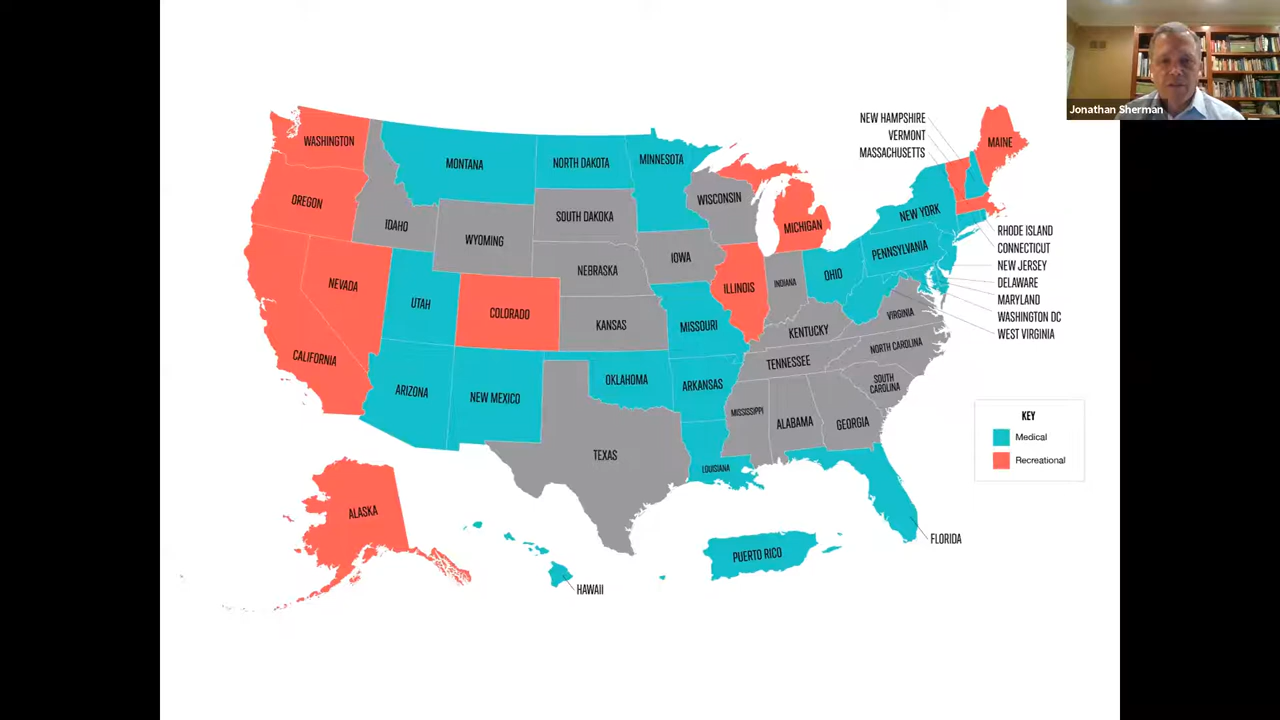 Jonathan Sherman
NEW HAMPSHIRE
VERMONT
MASSACHUSETTS
MAINE
WASHINGTON
MONTANA
NORTH DAKOTA
MINNESOTA
OREGON
IDAHO
WYOMING
SOUTH DAKOTA
WISCONSIN
MICHIGAN
NEW YORK
RHODE ISLAND
CONNECTICUT
NEW JERSEY
DELAWARE
MARYLAND
WASHINGTON DC
WEST VIRGINIA
NEVADA
UTAH
COLORADO
NEBRASKA
IOWA
ILLINOIS
INDIANA
OHIO
PENNSYLVANIA
CALIFORNIA
KANSAS
MISSOURI
KENTUCKY
VIRGINIA
ARIZONA
NEW MEXICO
OKLAHOMA
ARKANSAS
TENNESSEE
NORTH CAROLINA
SOUTH
CAROLINA
TEXAS
LOUISIANA
MISSISSIPPI
ALABAMA
GEORGIA
KEY
Medical
Recreational
ALASKA
HAWAII
PUERTO RICO
FLORIDA